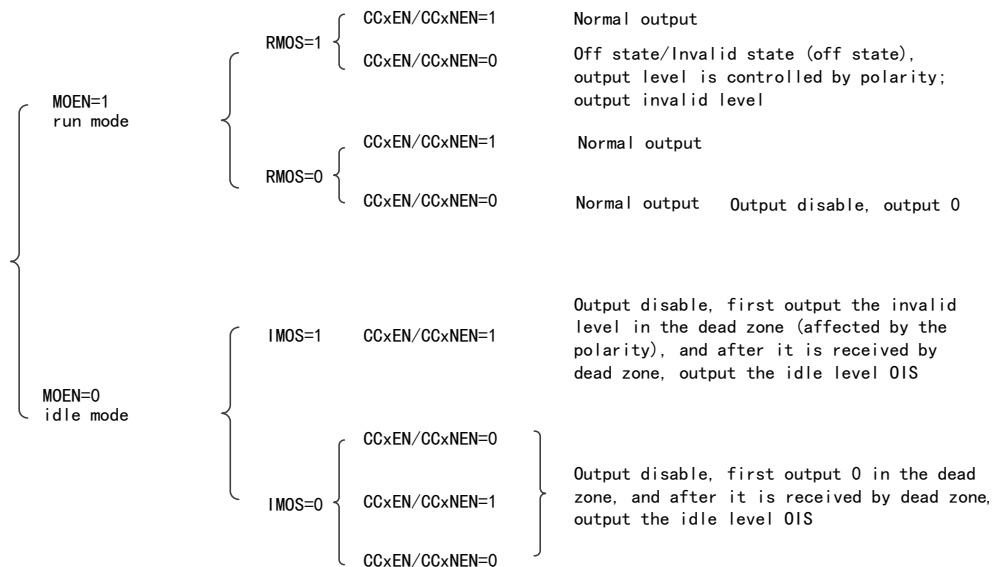 CCxEN/CCxNEN=1 Normal output
RMOS=1
CCxEN/CCxNEN=0 Off state/Invalid state (off state),
output level is controlled by polarity;
output invalid level
MOEN=1
run mode
CCxEN/CCxNEN=1 Normal output
RMOS=0
CCxEN/CCxNEN=0 Normal output Output disable, output 0
Output disable, first output the invalid
level in the dead zone (affected by the
polarity), and after it is received by
dead zone, output the idle level OIS
IMOS=1 CCxEN/CCxNEN=1
MOEN=0
idle mode
CCxEN/CCxNEN=0
IMOS=0 CCxEN/CCxNEN=1
CCxEN/CCxNEN=0
Output disable, first output 0 in the dead
zone, and after it is received by dead zone,
output the idle level OIS